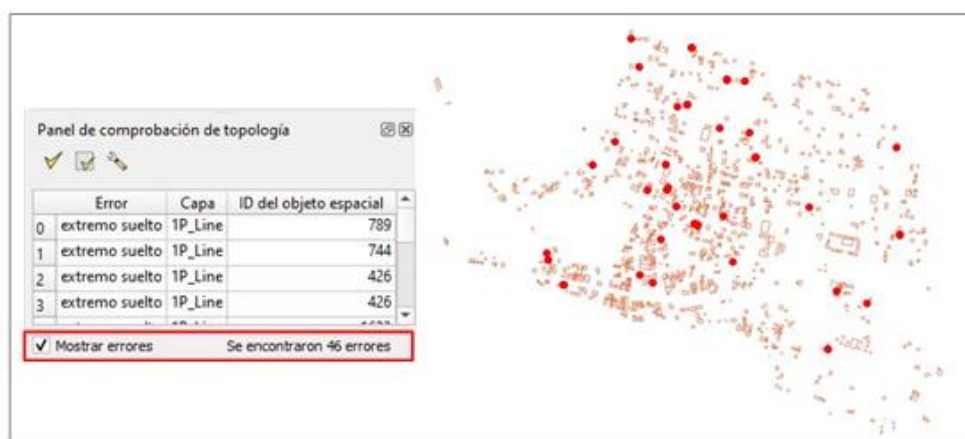 Panel de comprobación de topología
Error Capa ID del objeto espacial
0 extremo suelto 1P_Line 789
1 extremo suelto 1P_Line 744
2 extremo suelto 1P_Line 426
3 extremo suelto 1P_Line 426
Mostrar errores Se encontraron 46 errores